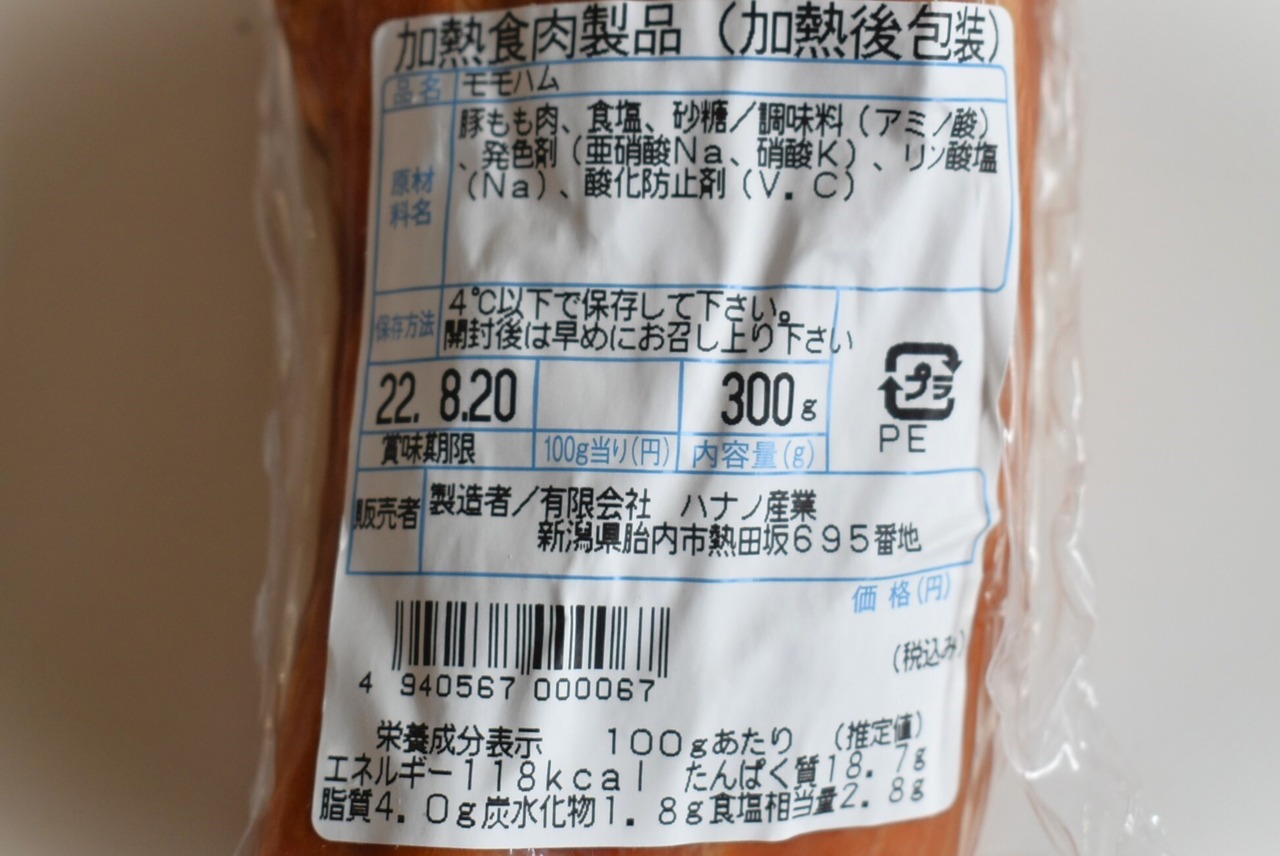 加熱食肉製品（加熱後包装）
品名 モモハム
原材料名 豚もも肉、食塩、砂糖／調味料（アミノ酸）
、発色剤（亜硝酸Na、硝酸K）、リン酸塩
（Na）、酸化防止剤（V．C）
保存方法 4℃以下で保存して下さい。
開封後は早めにお召し上り下さい
22. 8.20 300g
賞味期限 100g当り(円) 内容量(g)
プラ
PE
販売者 製造者／有限会社 ハナノ産業
新潟県胎内市熱田坂695番地
価格(円)
(税込み)
4 940567 000067
栄養成分表示 100gあたり （推定値）
エネルギー118kcal たんぱく質18．7g
脂質4．0g炭水化物1．8g食塩相当量2．8g